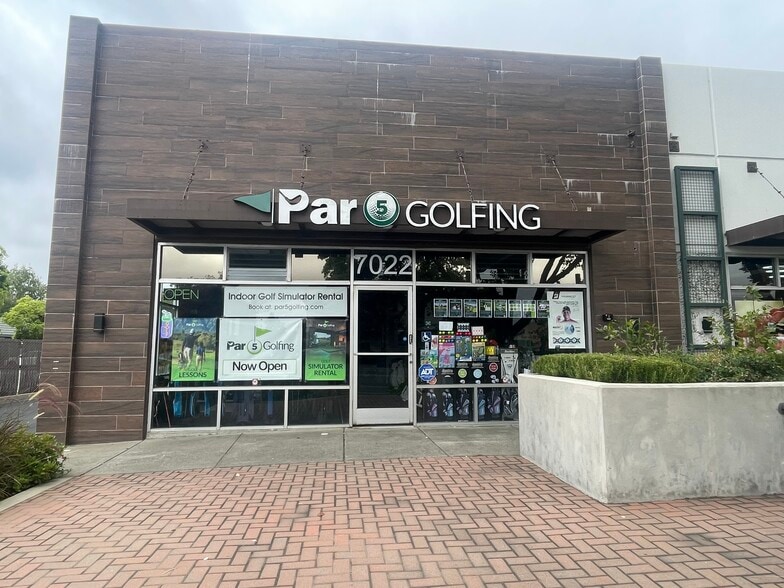 Par 5 GOLFING
7022
OPEN
Indoor Golf Simulator Rental
Book at: par5golfing.com
Par 5 Golfing
Now Open
LESSONS
SIMULATOR
RENTAL
ADT